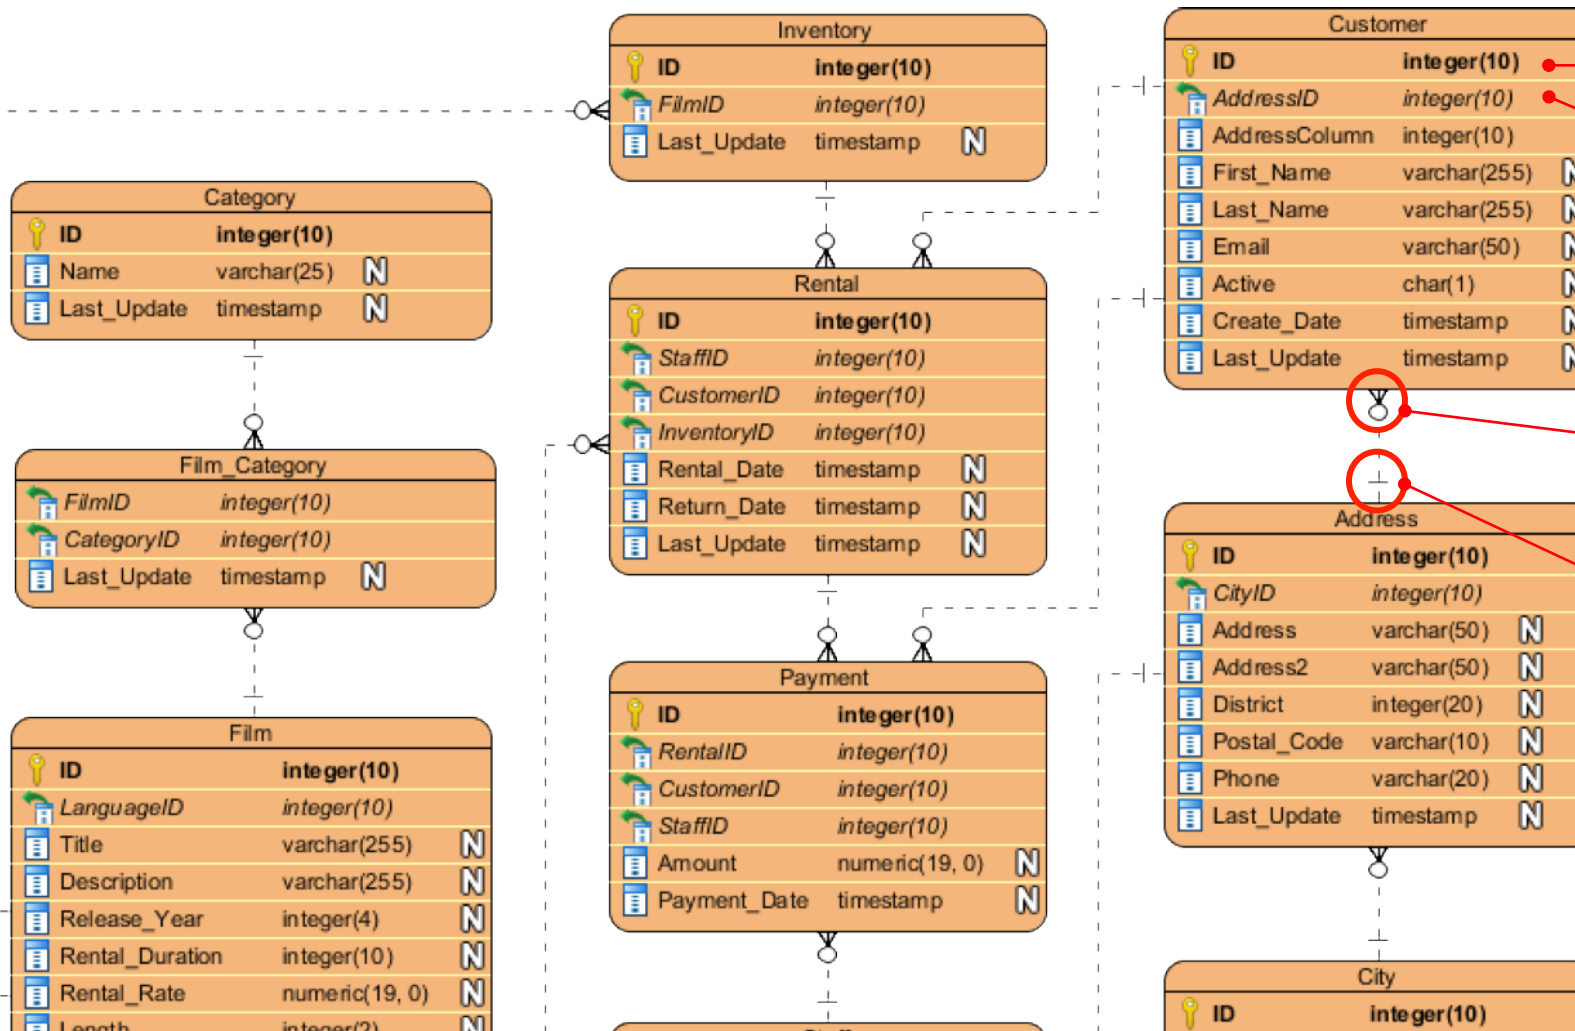 Inventory
ID integer(10)
FilmID integer(10)
Last_Update timestamp N
Customer
ID integer(10)
AddressID integer(10)
AddressColumn integer(10)
First_Name varchar(255) N
Last_Name varchar(255) N
Email varchar(50) N
Active char(1) N
Create_Date timestamp N
Last_Update timestamp N
Category
ID integer(10)
Name varchar(25) N
Last_Update timestamp N
Rental
ID integer(10)
StaffID integer(10)
CustomerID integer(10)
InventoryID integer(10)
Rental_Date timestamp N
Return_Date timestamp N
Last_Update timestamp N
Film_Category
FilmID integer(10)
CategoryID integer(10)
Last_Update timestamp N
Address
ID integer(10)
CityID integer(10)
Address varchar(50) N
Address2 varchar(50) N
District integer(20) N
Postal_Code varchar(10) N
Phone varchar(20) N
Last_Update timestamp N
Payment
ID integer(10)
RentalID integer(10)
CustomerID integer(10)
StaffID integer(10)
Amount numeric(19, 0) N
Payment_Date timestamp N
Film
ID integer(10)
LanguageID integer(10)
Title varchar(255) N
Description varchar(255) N
Release_Year integer(4) N
Rental_Duration integer(10) N
Rental_Rate numeric(19, 0) N
Length integer(2) N
City
ID integer(10)